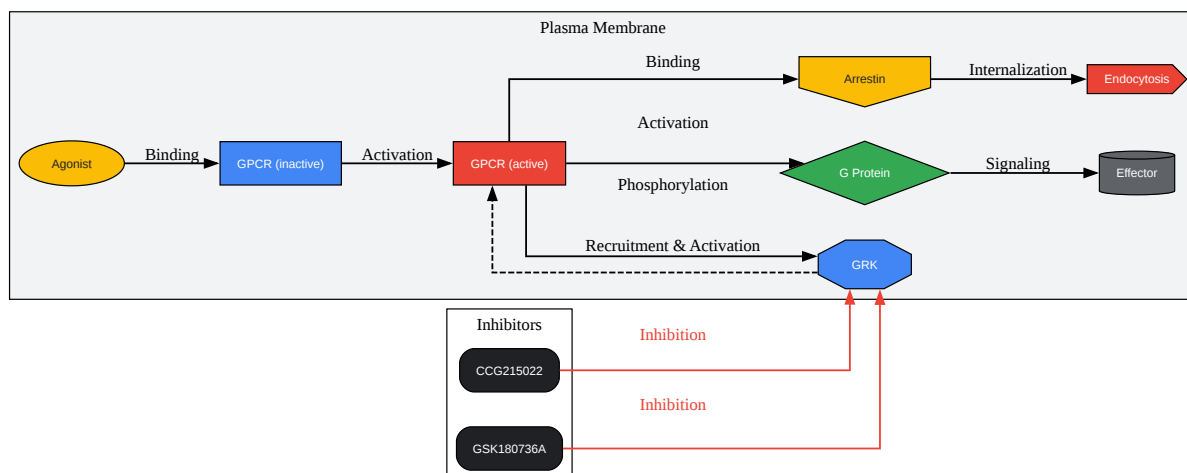 Plasma Membrane
Binding
Arrestin
Internalization
Endocytosis
Activation
Agonist
Binding
GPCR (inactive)
Activation
GPCR (active)
G Protein
Signaling
Effector
Phosphorylation
Recruitment & Activation
GRK
Inhibitors
Inhibition
CCG215022
Inhibition
GSK180736A